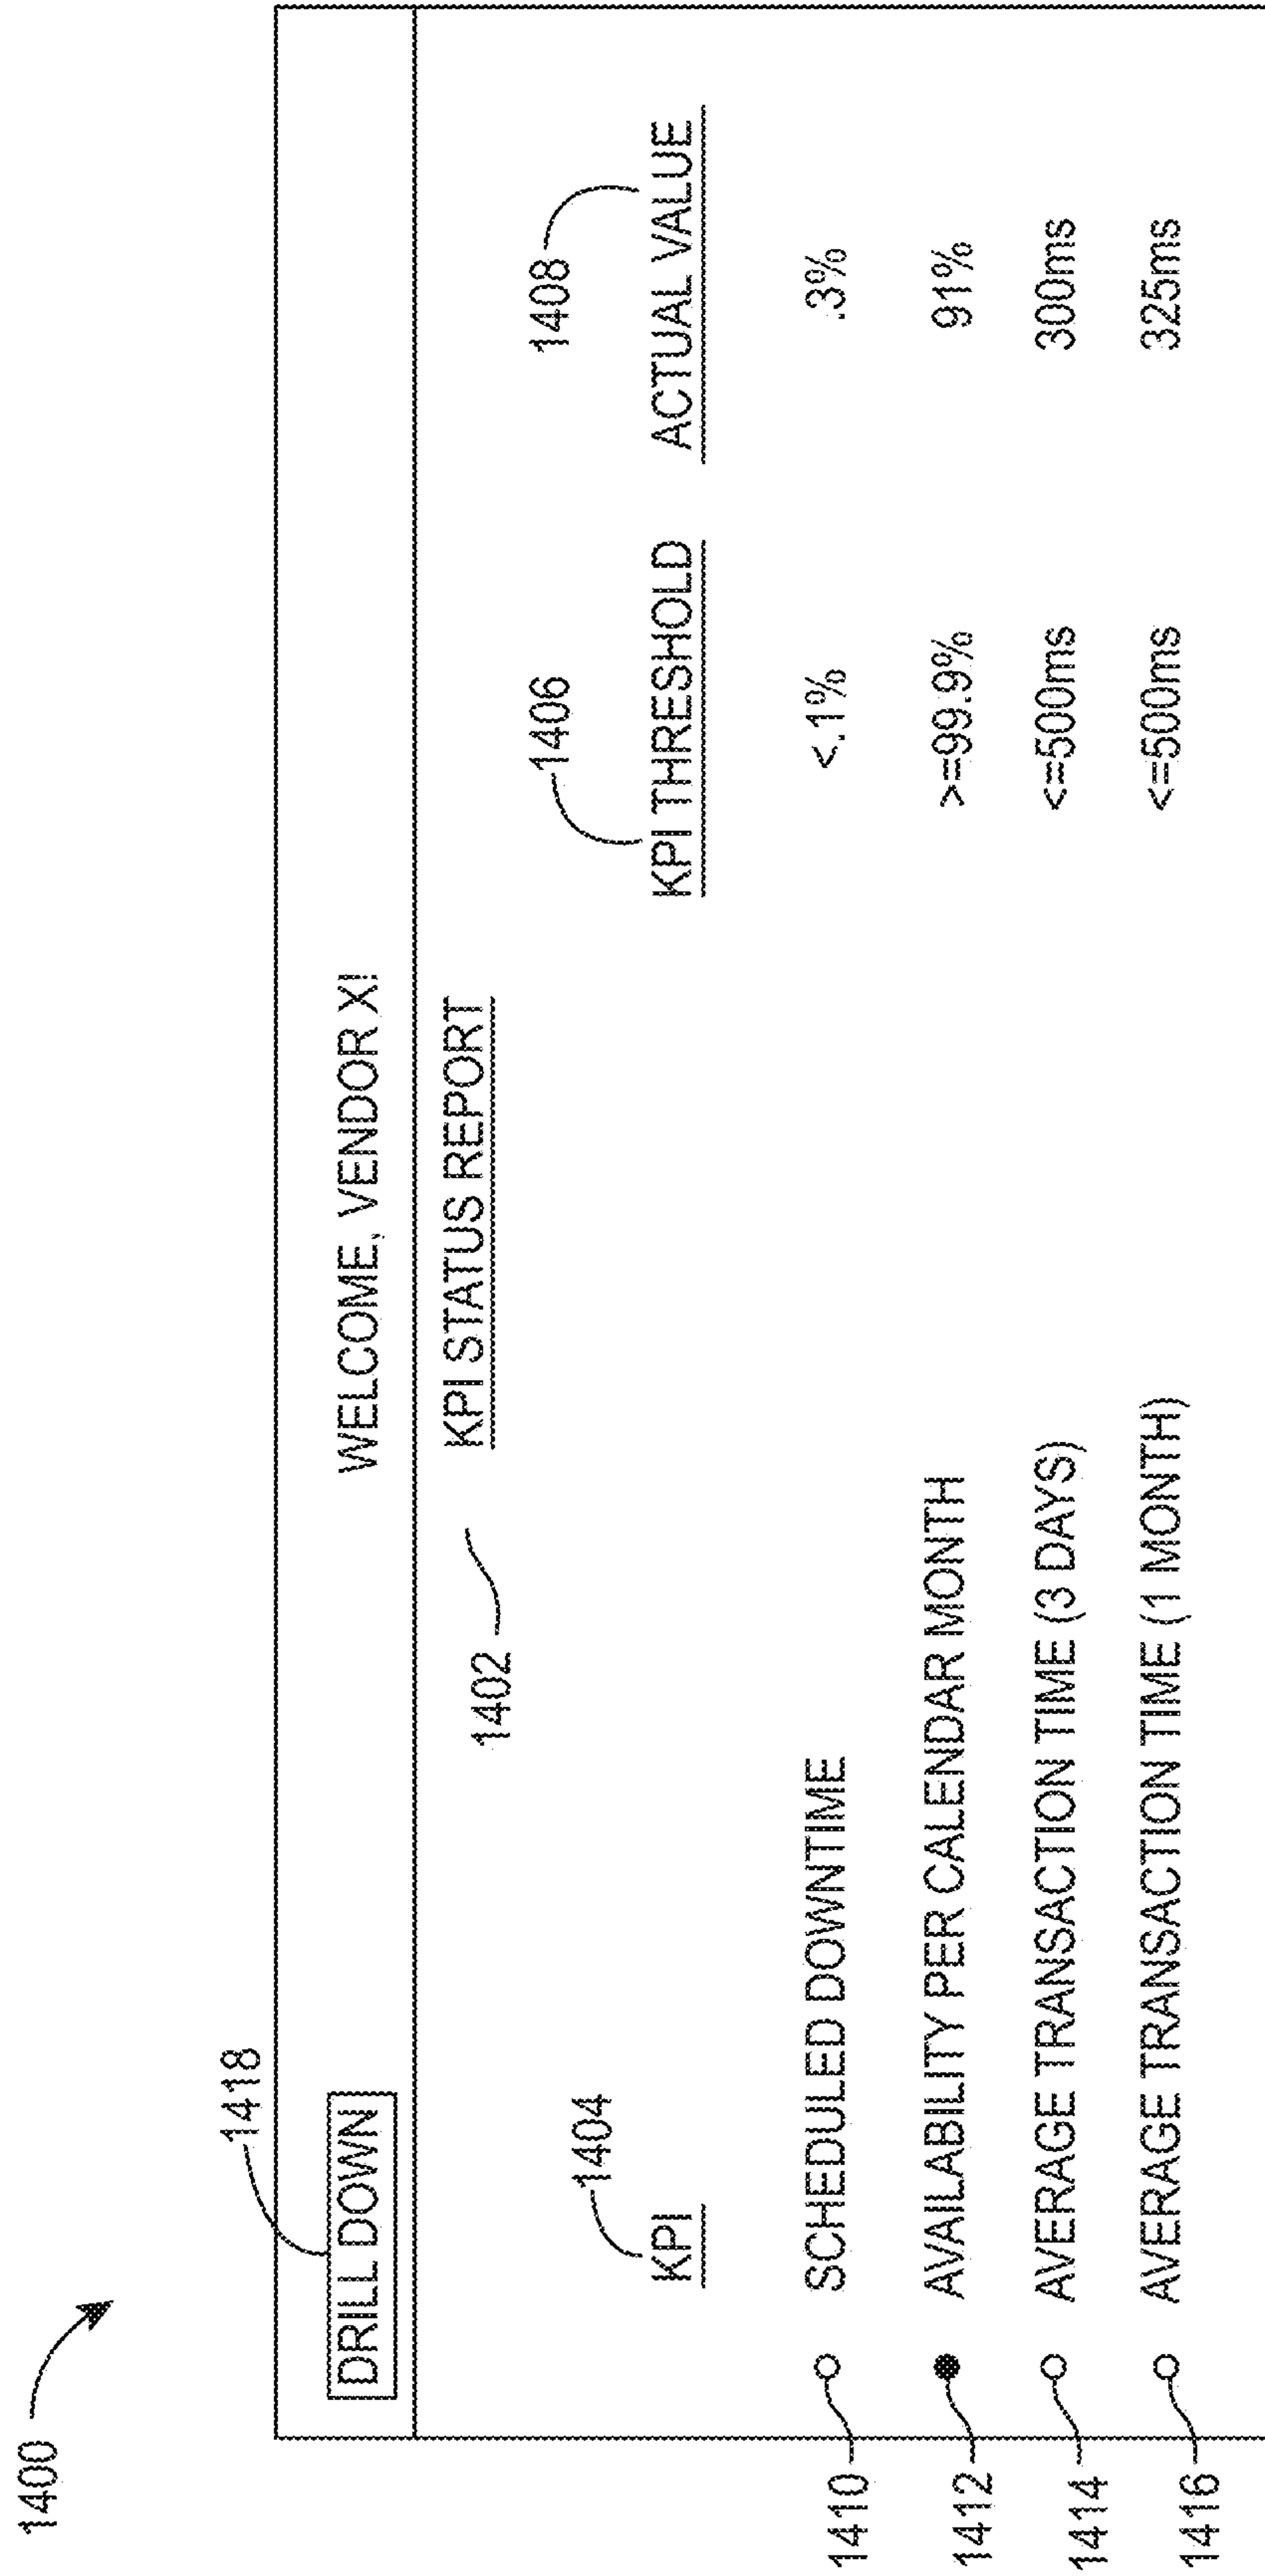 1400
1418
DRILL DOWN
WELCOME, VENDOR X!
1402
KPI STATUS REPORT
1404
1406
1408
KPI
KPI THRESHOLD
ACTUAL VALUE
1410
SCHEDULED DOWNTIME
<.1%
.3%
1412
AVAILABILITY PER CALENDAR MONTH
>=99.9%
91%
1414
AVERAGE TRANSACTION TIME (3 DAYS)
<=500ms
300ms
1416
AVERAGE TRANSACTION TIME (1 MONTH)
<=500ms
325ms